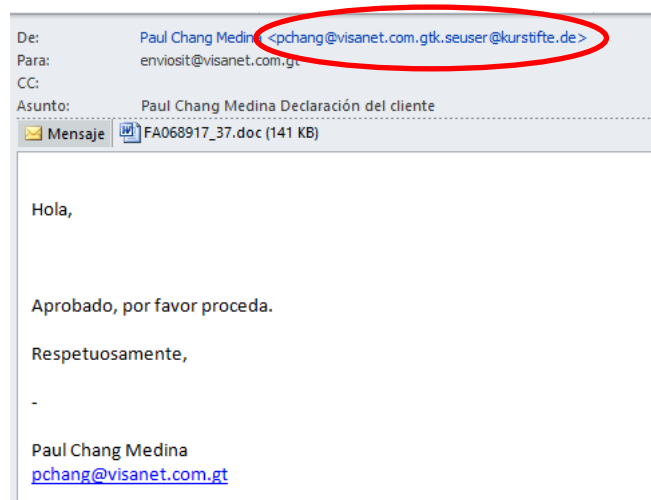 De: Paul Chang Medina <pchang@visanet.com.gtk.seuser@kurstifte.de>
Para: enviosit@visanet.com.gt
CC:
Asunto: Paul Chang Medina Declaración del cliente
Mensaje FA068917_37.doc (141 KB)
Hola,
Aprobado, por favor proceda.
Respetuosamente,
-
Paul Chang Medina
pchang@visanet.com.gt